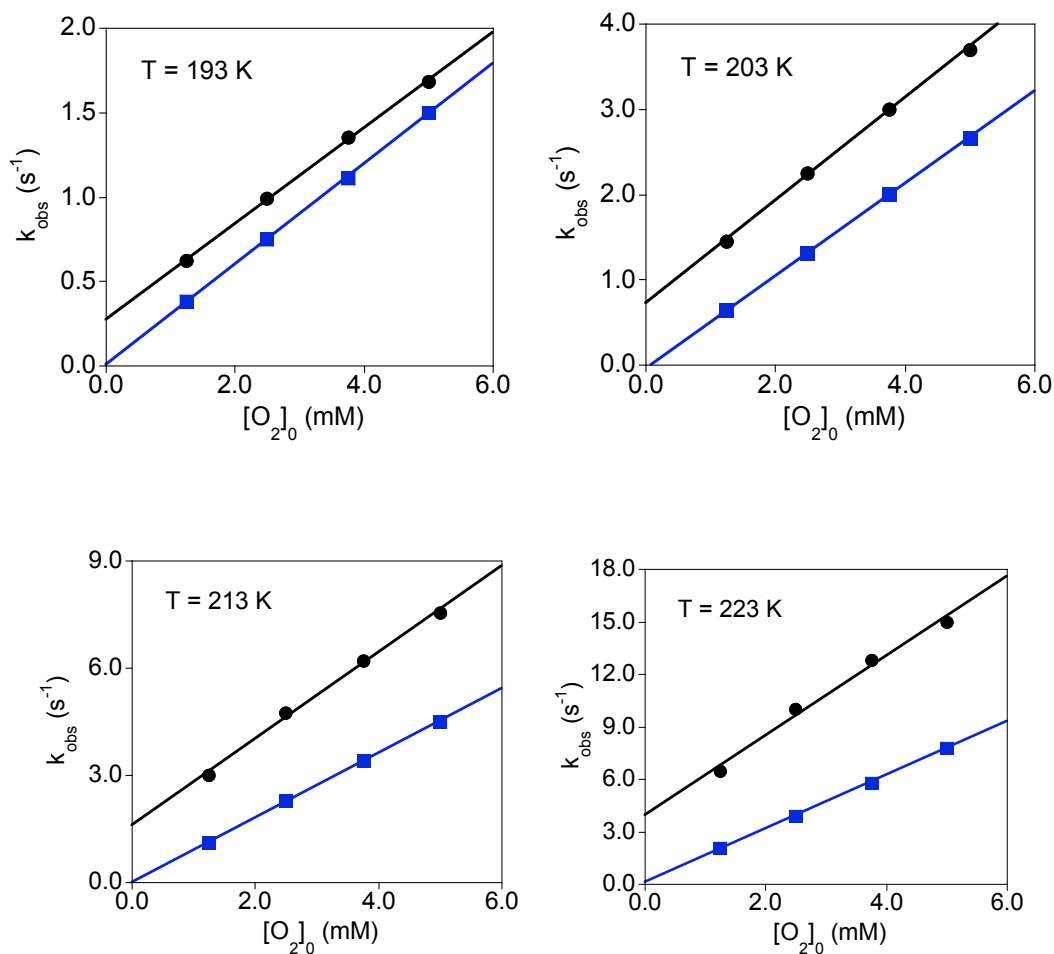 T = 193 K
2.0
1.5
1.0
0.5
0.0
k_obs (s^-1)
0.0 2.0 4.0 6.0
[O_2]_0 (mM)
T = 203 K
4.0
3.0
2.0
1.0
0.0
k_obs (s^-1)
0.0 2.0 4.0 6.0
[O_2]_0 (mM)
T = 213 K
9.0
6.0
3.0
0.0
k_obs (s^-1)
0.0 2.0 4.0 6.0
[O_2]_0 (mM)
T = 223 K
18.0
15.0
12.0
9.0
6.0
3.0
0.0
k_obs (s^-1)
0.0 2.0 4.0 6.0
[O_2]_0 (mM)